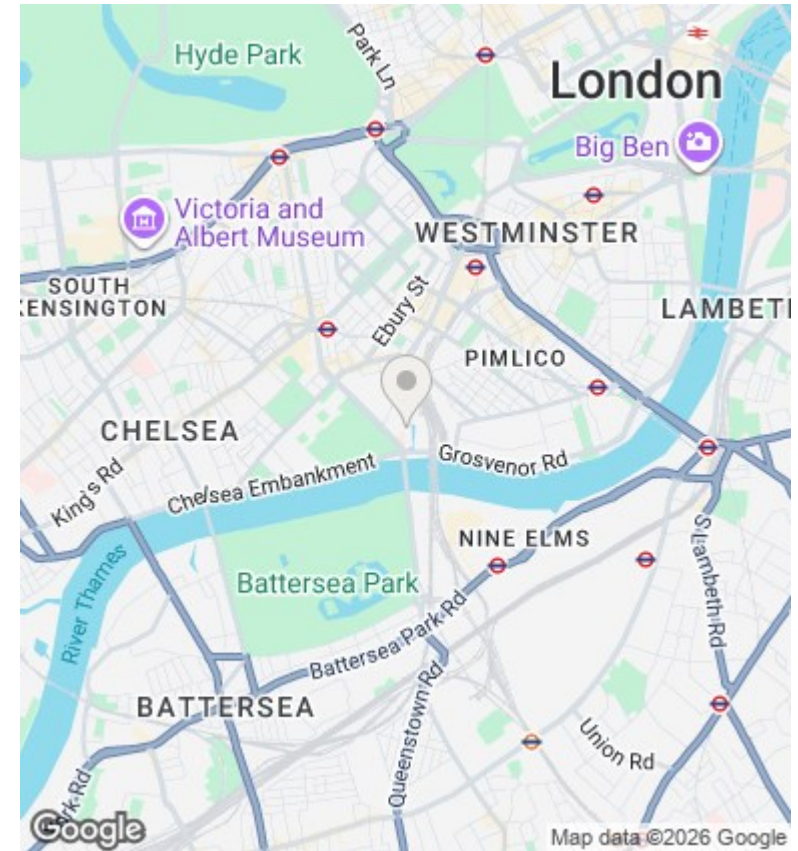 Hyde Park
Park Ln
London
Big Ben
Victoria and
Albert Museum
WESTMINSTER
SOUTH
KENSINGTON
Ebury St
LAMBETH
PIMLICO
CHELSEA
Grosvenor Rd
Chelsea Embankment
King's Rd
NINE ELMS
S Lambeth Rd
River Thames
Battersea Park
Battersea Park Rd
BATTERSEA
Queenstown Rd
Union Rd
Park Rd
Google
Map data ©2026 Google